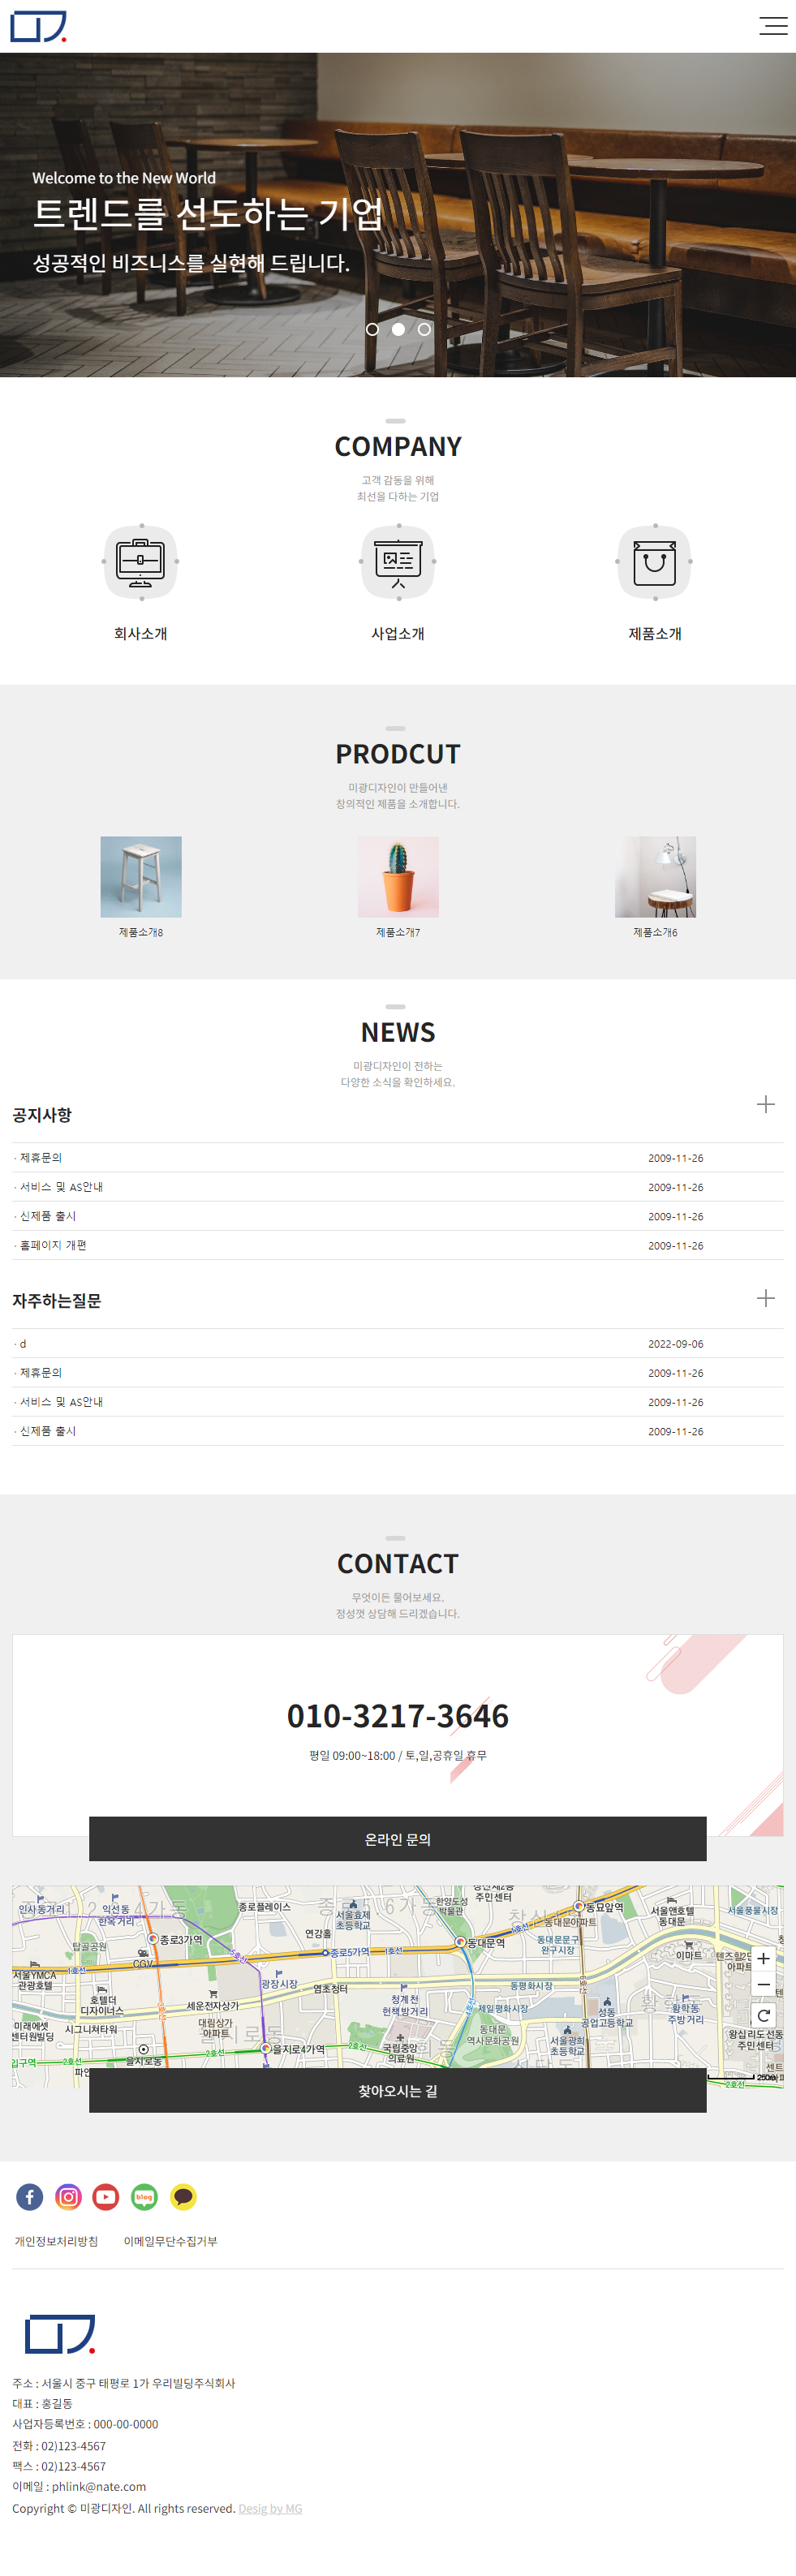 Welcome to the New World
트렌드를 선도하는 기업
성공적인 비즈니스를 실현해 드립니다.
COMPANY
고객 감동을 위해
최선을 다하는 기업
회사소개
사업소개
제품소개
PRODCUT
미광디자인이 만들어낸
창의적인 제품을 소개합니다.
제품소개8
제품소개7
제품소개6
NEWS
미광디자인이 전하는
다양한 소식을 확인하세요.
공지사항
· 제휴문의 2009-11-26
· 서비스 및 AS안내 2009-11-26
· 신제품 출시 2009-11-26
· 홈페이지 개편 2009-11-26
자주하는질문
· d 2022-09-06
· 제휴문의 2009-11-26
· 서비스 및 AS안내 2009-11-26
· 신제품 출시 2009-11-26
CONTACT
무엇이든 물어보세요.
정성껏 상담해 드리겠습니다.
010-3217-3646
평일 09:00~18:00 / 토,일,공휴일 휴무
온라인 문의
인사동거리
익선동
한옥거리
종로플레이스
서울효제
초등학교
한양도성
박물관
주민센터
동묘앞역
동대문아파트
서울앤호텔
동대문
서울풍물시장
탑골공원
종로3가역
CGV
연강홀
종로5가역
1호선
동대문역
동대문문구
완구시장
이마트
서울YMCA
관광호텔
1호선
5호선
광장시장
염초청터
동평화시장
호텔더
디자이너스
세운전자상가
청계천
헌책방거리
제일평화시장
성동
공업고등학교
황학동
주방거리
미래에셋
센터원빌딩
시그니쳐타워
대림상가
아파트
을지로동
을지로4가역
국립중앙
의료원
동대문
역사문화공원
서울광희
초등학교
왕십리도선동
주민센터
입구역
2호선
2호선
2호선
250m
2호선
찾아오시는 길
blog
개인정보처리방침 이메일무단수집거부
주소 : 서울시 중구 태평로 1가 우리빌딩주식회사
대표 : 홍길동
사업자등록번호 : 000-00-0000
전화 : 02)123-4567
팩스 : 02)123-4567
이메일 : phlink@nate.com
Copyright © 미광디자인. All rights reserved. Desig by MG